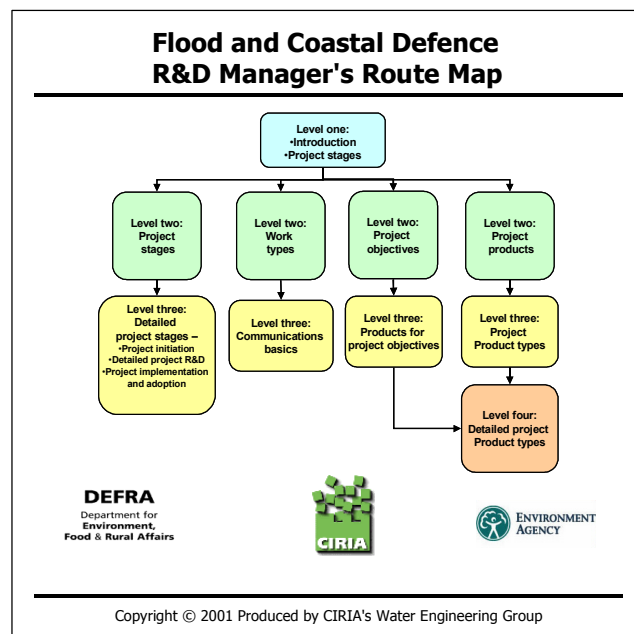 Flood and Coastal Defence
R&D Manager's Route Map
Level one:
•Introduction
•Project stages
Level two:
Project
stages
Level two:
Work
types
Level two:
Project
objectives
Level two:
Project
products
Level three:
Detailed
project stages –
•Project initiation
•Detailed project R&D
•Project implementation
and adoption
Level three:
Communications
basics
Level three:
Products for
project objectives
Level three:
Project
Product types
Level four:
Detailed project
Product types
DEFRA
Department for
Environment,
Food & Rural Affairs
CIRIA
ENVIRONMENT
AGENCY
Copyright © 2001 Produced by CIRIA's Water Engineering Group